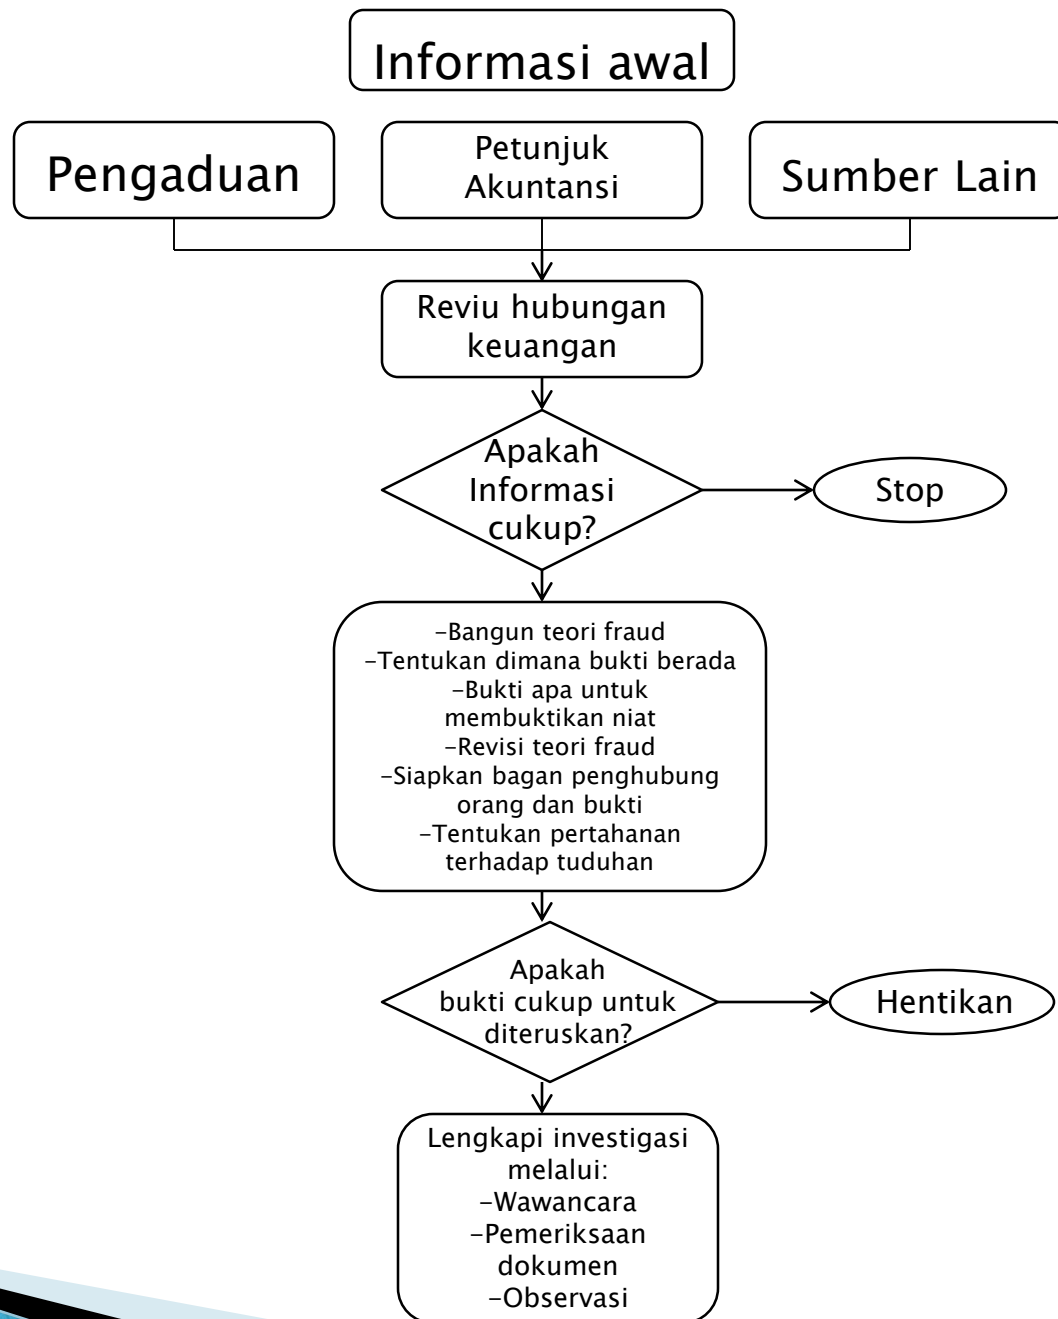 Informasi awal
Pengaduan
Petunjuk
Akuntansi
Sumber Lain
Reviu hubungan
keuangan
Apakah
Informasi
cukup?
Stop
-Bangun teori fraud
-Tentukan dimana bukti berada
-Bukti apa untuk
membuktikan niat
-Revisi teori fraud
-Siapkan bagan penghubung
orang dan bukti
-Tentukan pertahanan
terhadap tuduhan
Apakah
bukti cukup untuk
diteruskan?
Hentikan
Lengkapi investigasi
melalui:
-Wawancara
-Pemeriksaan
dokumen
-Observasi